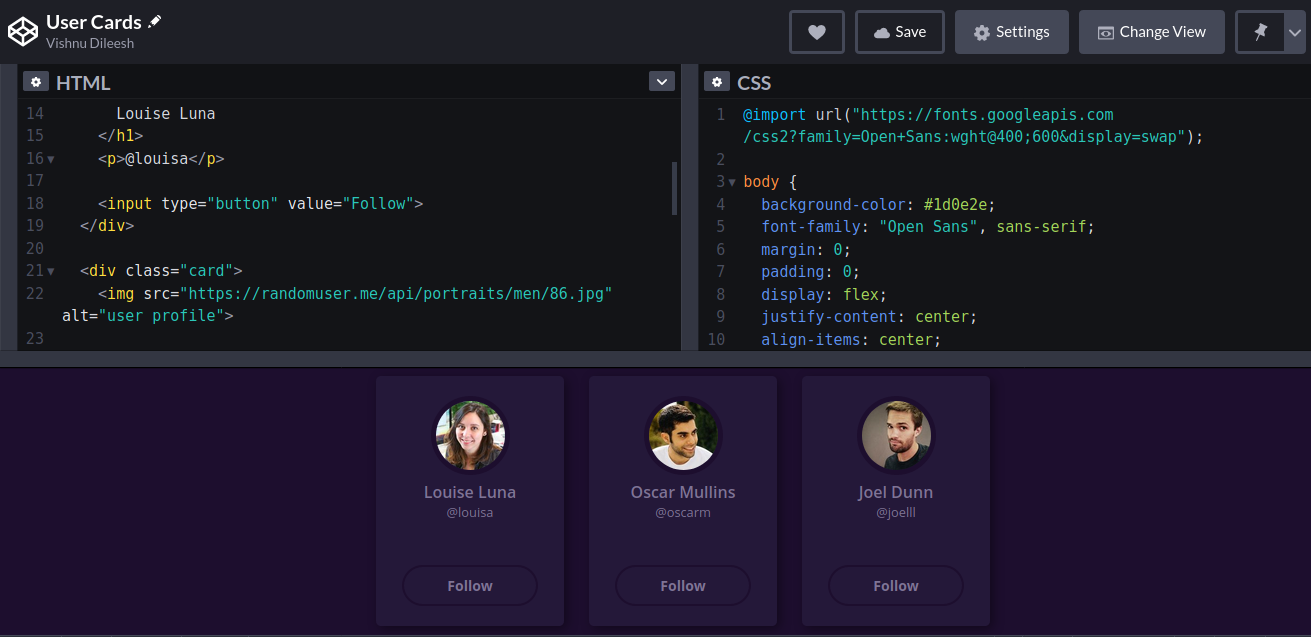 User Cards
Vishnu Dileesh
Save
Settings
Change View
HTML
14 Louise Luna
15 </h1>
16 <p>@louisa</p>
17
18 <input type="button" value="Follow">
19 </div>
20
21 <div class="card">
22 <img src="https://randomuser.me/api/portraits/men/86.jpg"
alt="user profile">
23
CSS
1 @import url("https://fonts.googleapis.com
/css2?family=Open+Sans:wght@400;600&display=swap");
2
3 body {
4 background-color: #1d0e2e;
5 font-family: "Open Sans", sans-serif;
6 margin: 0;
7 padding: 0;
8 display: flex;
9 justify-content: center;
10 align-items: center;
Louise Luna
@louisa
Follow
Oscar Mullins
@oscarm
Follow
Joel Dunn
@joelll
Follow